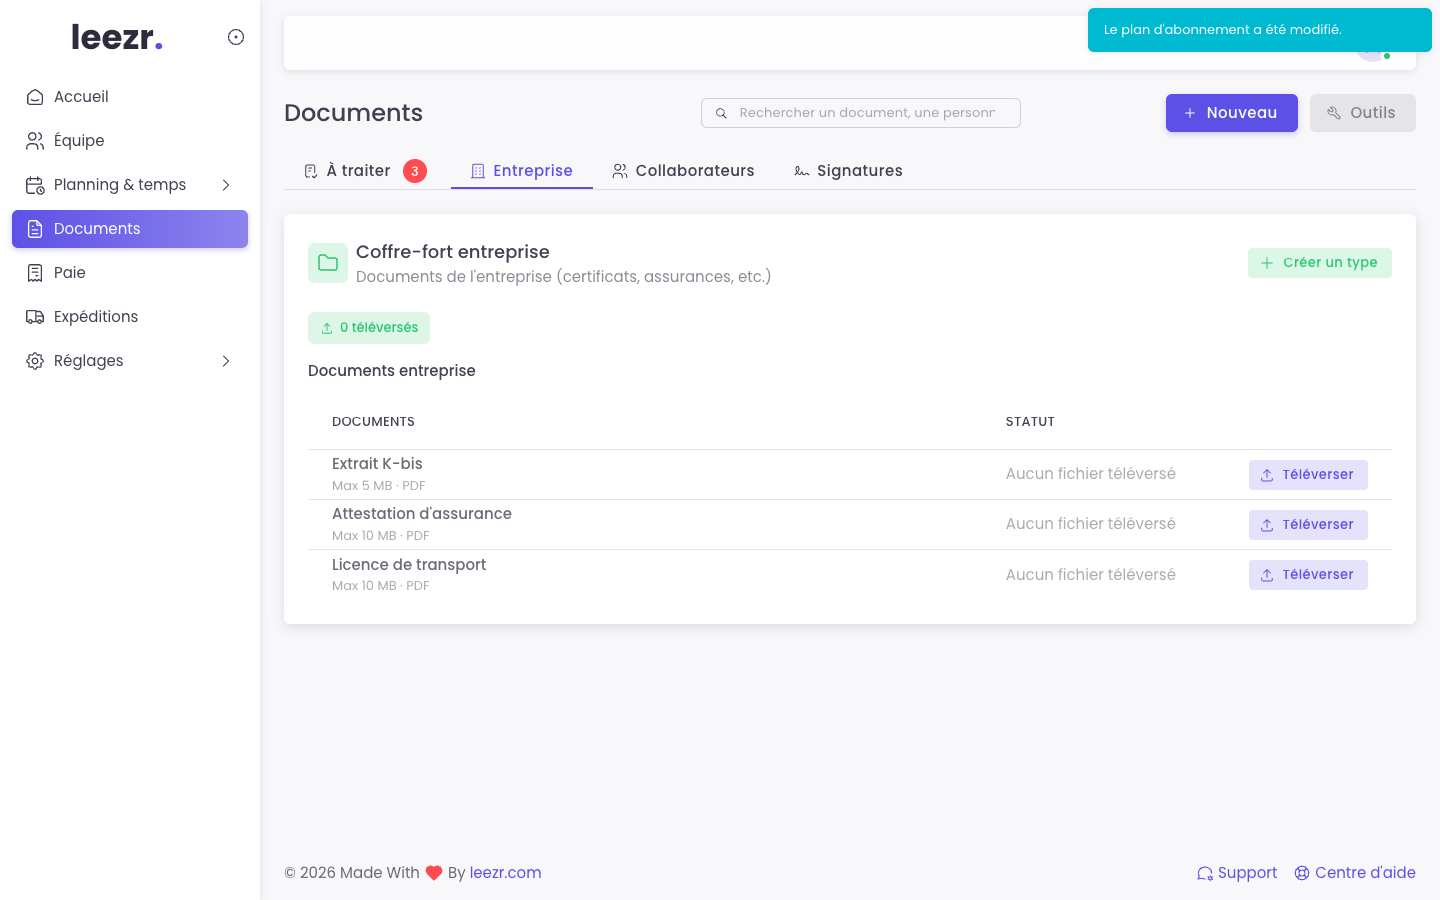 leezr.
Le plan d'abonnement a été modifié.
Accueil
Équipe
Planning & temps
Documents
Paie
Expéditions
Réglages
Documents
Rechercher un document, une personr
Nouveau
Outils
À traiter 3
Entreprise
Collaborateurs
Signatures
Coffre-fort entreprise
Documents de l'entreprise (certificats, assurances, etc.)
Créer un type
0 téléversés
Documents entreprise
DOCUMENTS STATUT
Extrait K-bis
Max 5 MB · PDF
Aucun fichier téléversé
Téléverser
Attestation d'assurance
Max 10 MB · PDF
Aucun fichier téléversé
Téléverser
Licence de transport
Max 10 MB · PDF
Aucun fichier téléversé
Téléverser
© 2026 Made With By leezr.com
Support
Centre d'aide